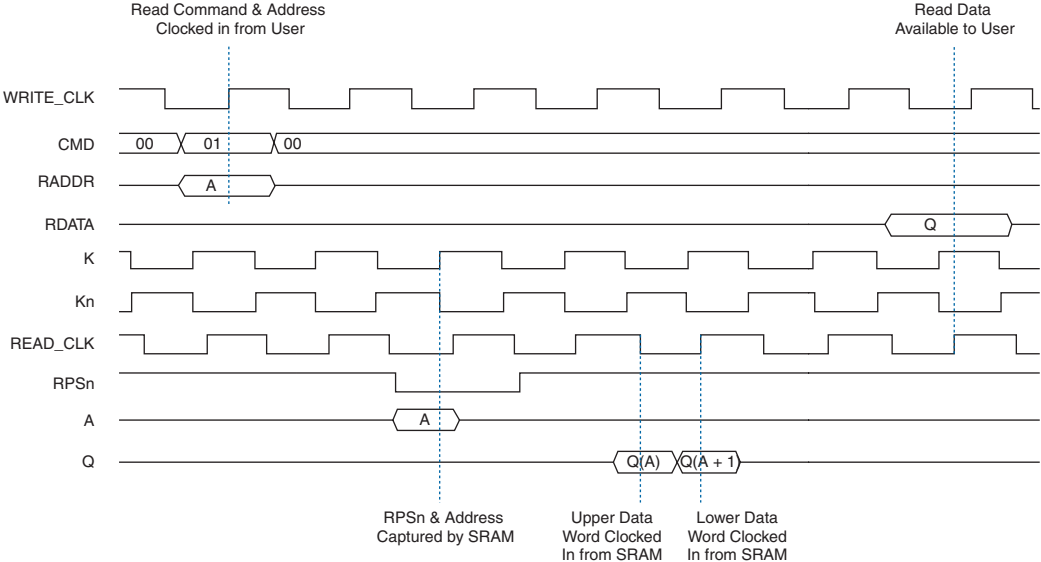 Read Command & Address
Clocked in from User
Read Data
Available to User
WRITE_CLK
CMD 00 01 00
RADDR A
RDATA Q
K
Kn
READ_CLK
RPSn
A A
Q Q(A) Q(A + 1)
RPSn & Address
Captured by SRAM
Upper Data
Word Clocked
In from SRAM
Lower Data
Word Clocked
In from SRAM